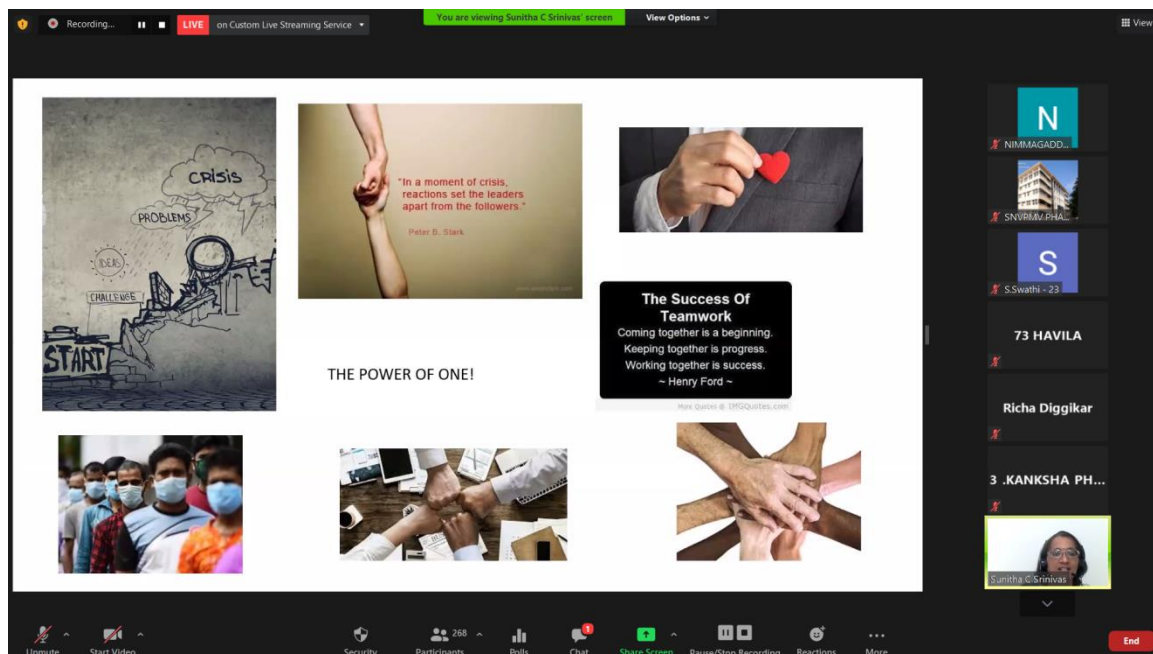 Recording...
LIVE
on Custom Live Streaming Service
You are viewing Sunitha C Srinivas' screen
View Options
View
CRISIS
PROBLEMS
IDEAS
CHALLENGE
START
"In a moment of crisis,
reactions set the leaders
apart from the followers."
Peter B. Stark
The Success Of
Teamwork
Coming together is a beginning.
Keeping together is progress.
Working together is success.
~ Henry Ford ~
More Quotes @ IMGQuotes.com
THE POWER OF ONE!
N
NIMMAGADD...
SNVPMV PHA...
S
S.Swathi - 23
73 HAVILA
Richa Diggikar
3 .KANKSHA PH...
Sunitha C Srinivas
Unmute
Start Video
Security
268
Participants
Polls
1
Chat
Share Screen
Pause/Stop Recording
Reactions
More
End